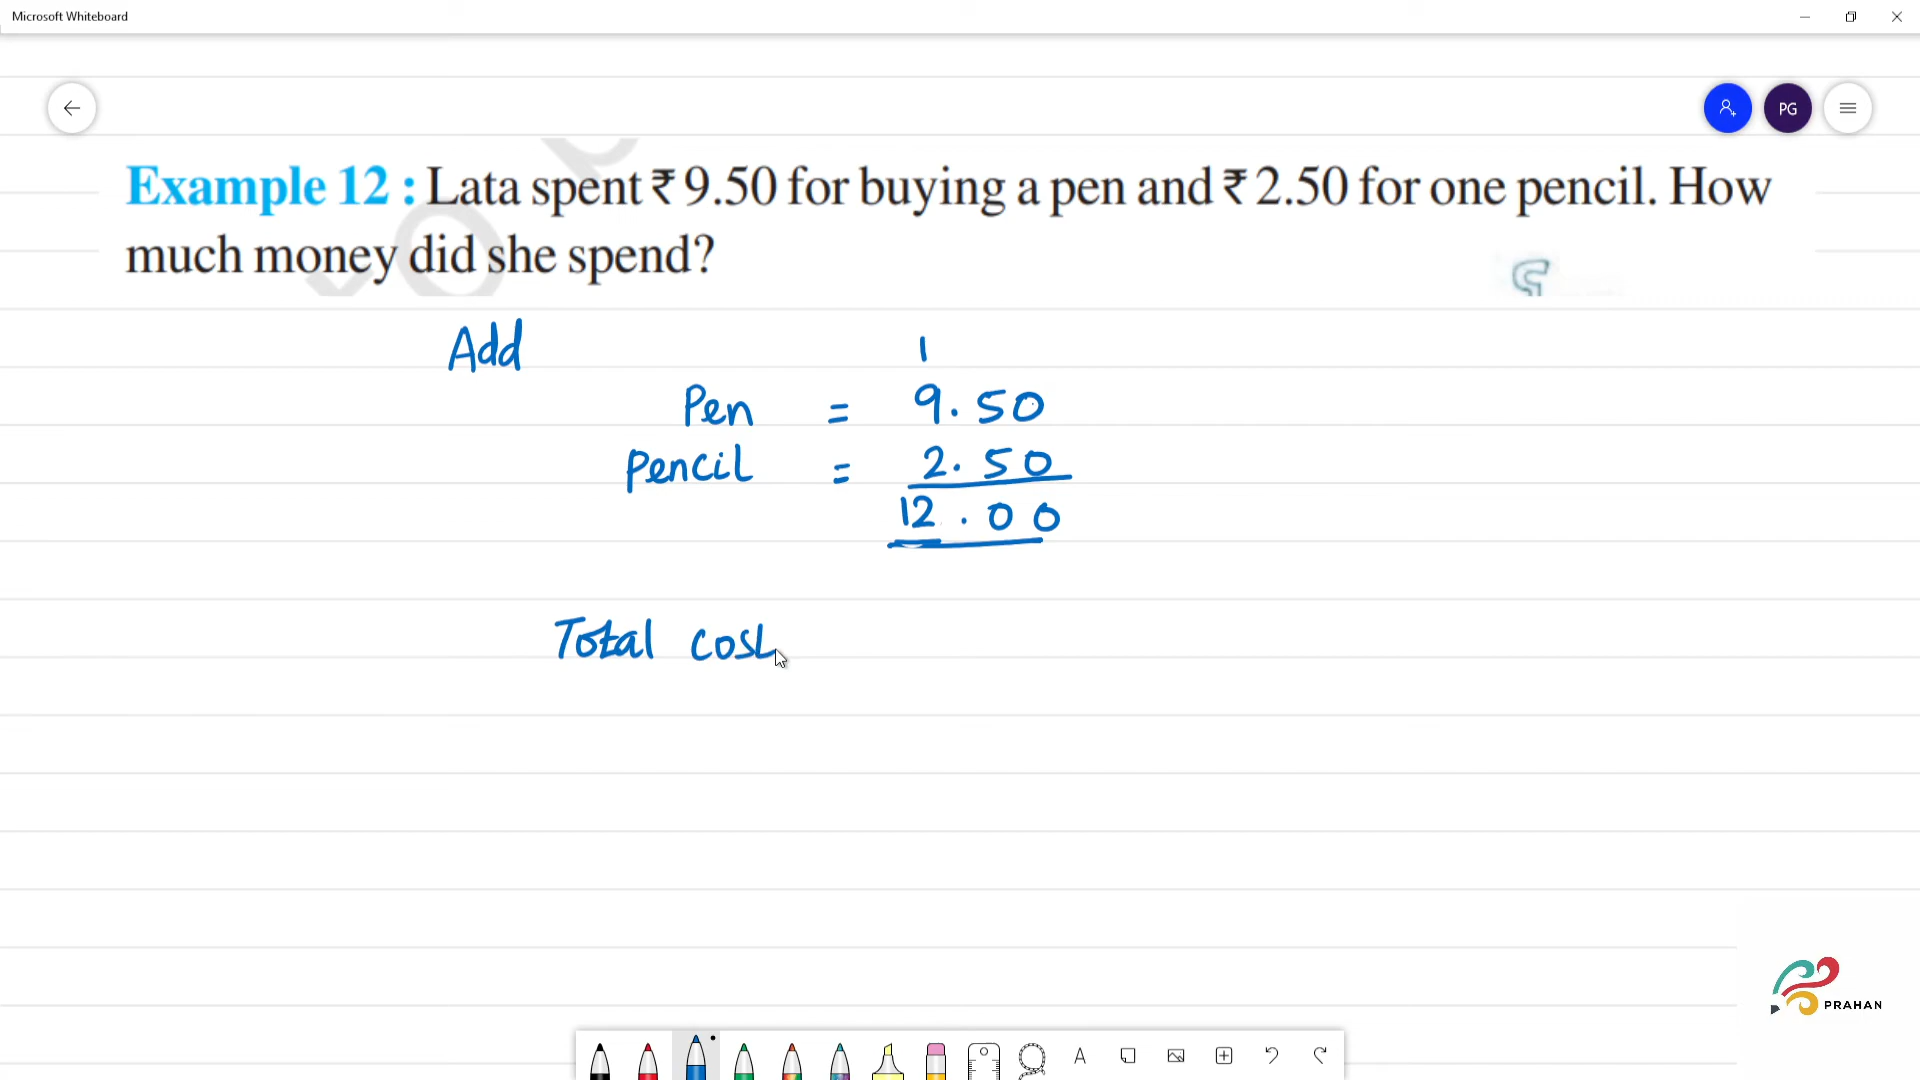 Microsoft Whiteboard
PG
Example 12 : Lata spent ₹ 9.50 for buying a pen and ₹ 2.50 for one pencil. How
much money did she spend?
Add
1
Pen = 9.50
Pencil = 2.50
12.00
Total cost
PRAHAN
A